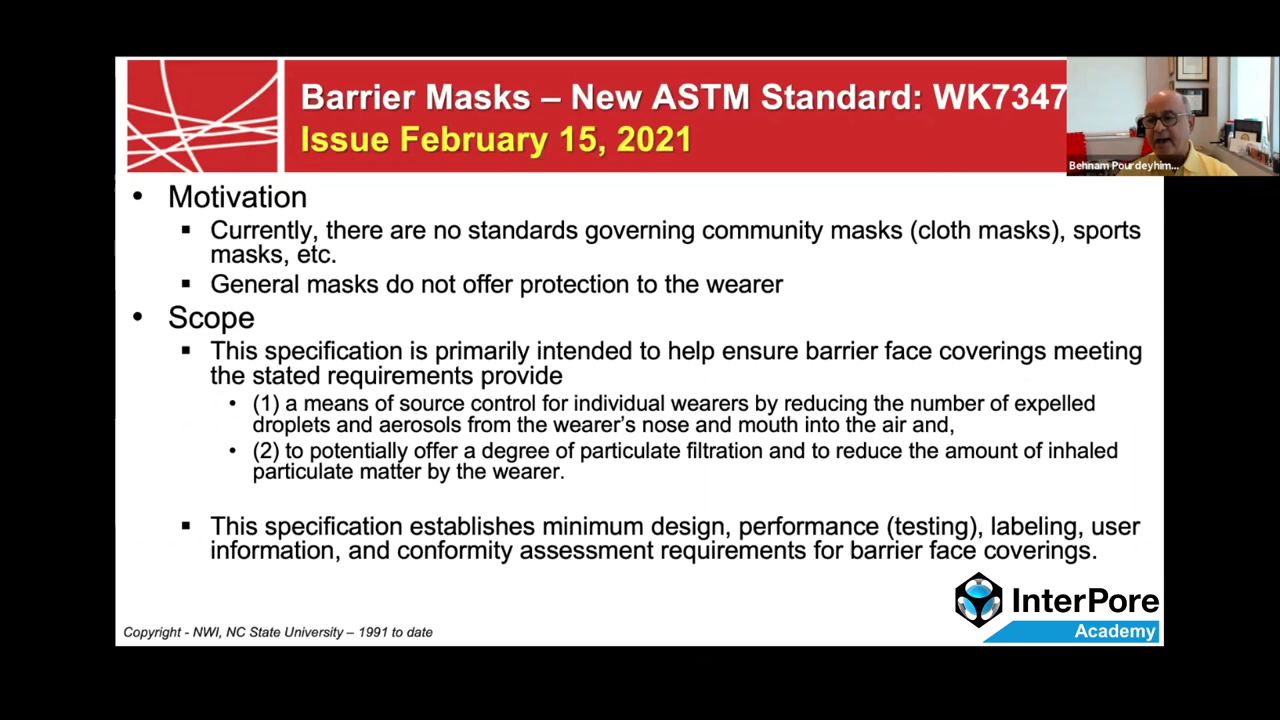 Barrier Masks – New ASTM Standard: WK7347
Issue February 15, 2021
Behnam Pourdeyhim...
• Motivation
▪ Currently, there are no standards governing community masks (cloth masks), sports
masks, etc.
▪ General masks do not offer protection to the wearer
• Scope
▪ This specification is primarily intended to help ensure barrier face coverings meeting
the stated requirements provide
• (1) a means of source control for individual wearers by reducing the number of expelled
droplets and aerosols from the wearer's nose and mouth into the air and,
• (2) to potentially offer a degree of particulate filtration and to reduce the amount of inhaled
particulate matter by the wearer.
▪ This specification establishes minimum design, performance (testing), labeling, user
information, and conformity assessment requirements for barrier face coverings.
InterPore
Academy
Copyright - NWI, NC State University – 1991 to date